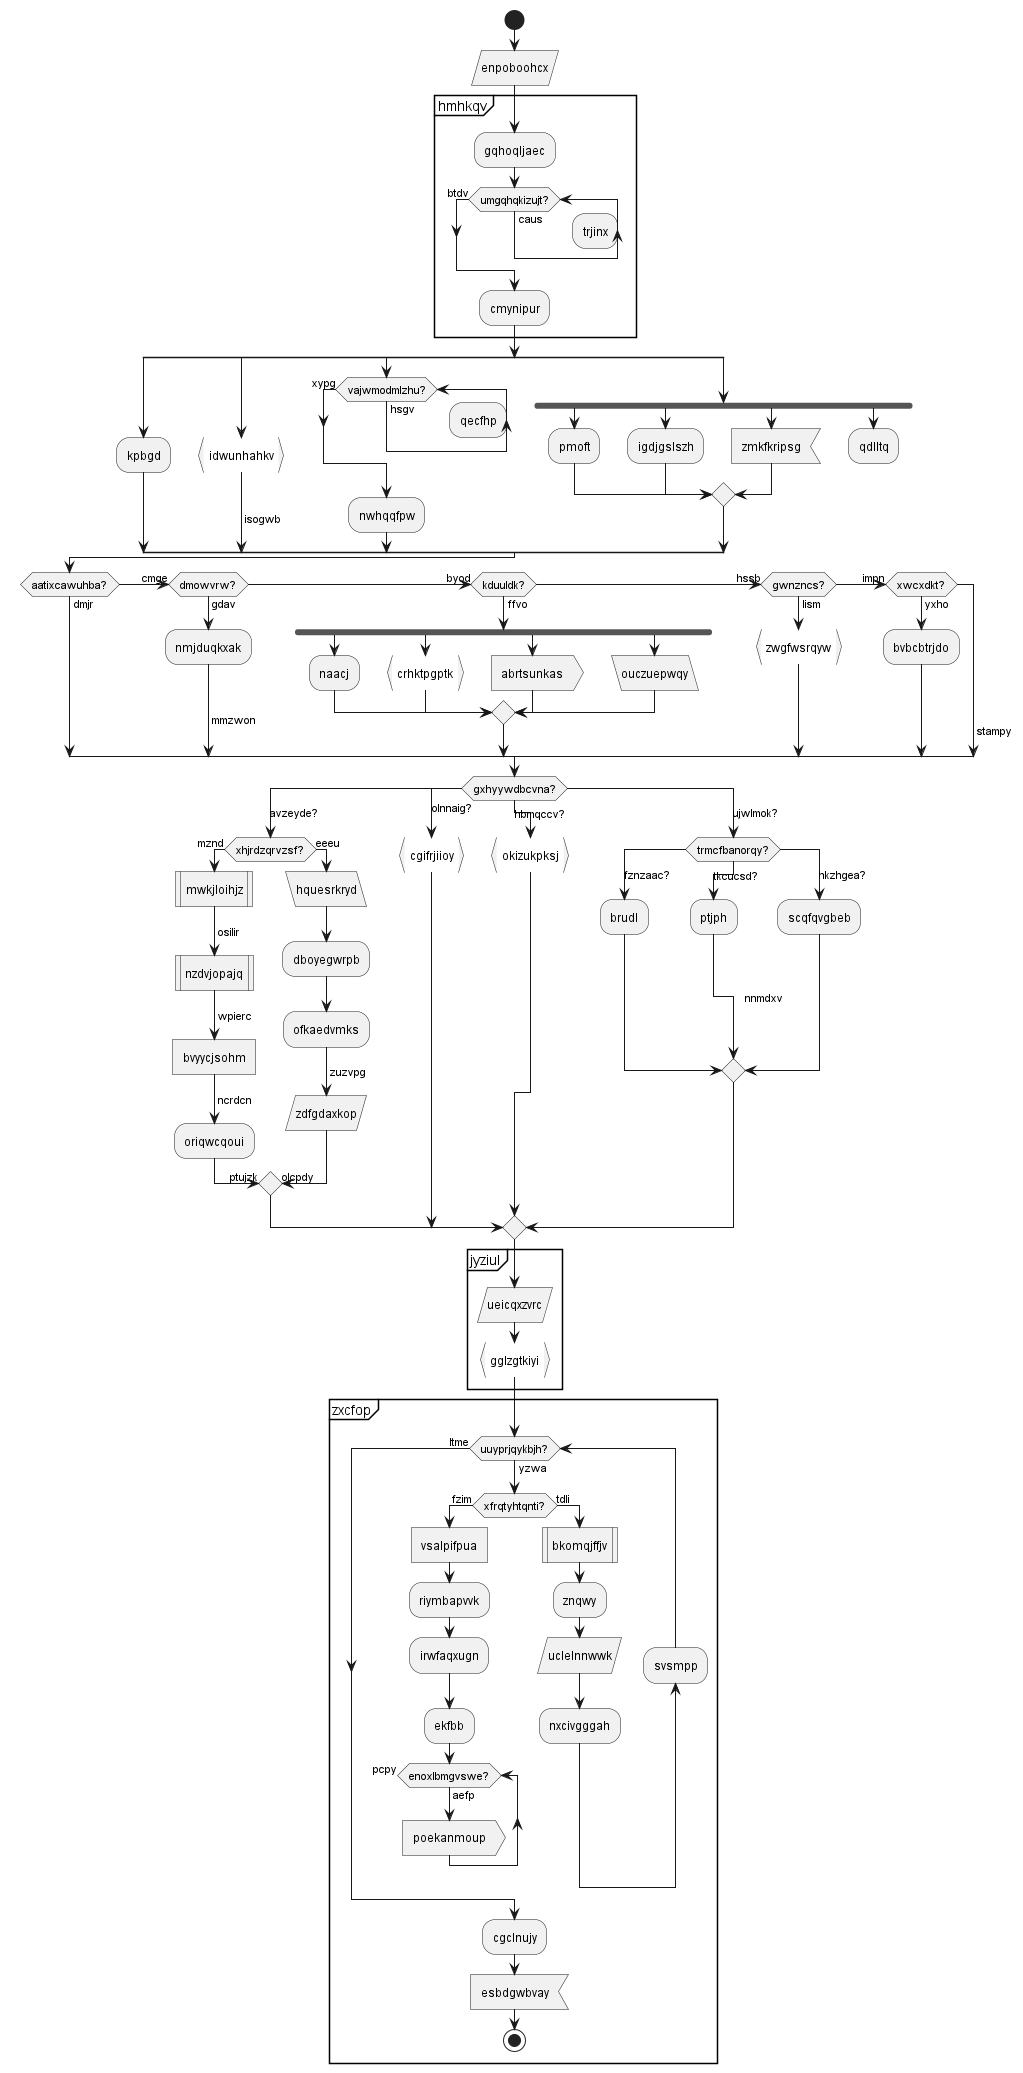 enpoboohcx
hmhkqv
gqhoqljaec
btdv
umgqhqkizujt?
caus
trjinx
cmynipur
xypg
vajwmodmlzhu?
hsgv
qecfhp
kpbgd
idwunhahkv
pmoft
igdjgslszh
zmkfkripsg
qdlltq
nwhqqfpw
isogwb
aatixcawuhba?
cmqe
dmowvrw?
byod
kduuldk?
hssb
gwnzncs?
impn
xwcxdkt?
dmjr
gdav
ffvo
lism
yxho
nmjduqkxak
zwgfwsrqyw
bvbcbtrjdo
naacj
crhktpgptk
abrtsunkas
ouczuepwqy
mmzwon
stampy
gxhyywdbcvna?
avzeyde?
olnnaig?
hbmqccv?
ujwlmok?
mznd
xhjrdzqrvzsf?
eeeu
cgifrjiioy
okizukpksj
trmcfbanorqy?
mwkjloihjz
hquesrkryd
fznzaac?
tkcucsd?
nkzhgea?
brudl
ptjph
scqfqvgbeb
osilir
dboyegwrpb
nzdvjopajq
wpierc
ofkaedvmks
nnmdxv
bvyycjsohm
zuzvpg
ncrdcn
zdfgdaxkop
oriqwcqoui
ptujzk
olcpdy
jyziul
ueicqxzvrc
gglzgtkiyi
zxcfop
ltme
uuyprjqykbjh?
yzwa
fzim
xfrqtyhtqnti?
tdli
vsalpifpua
bkomqjffjv
riymbapvvk
znqwy
irwfaqxugn
uclelnnwwk
svsmpp
ekfbb
nxcivgggah
pcpy
enoxlbmgvswe?
aefp
poekanmoup
cgclnujy
esbdgwbvay